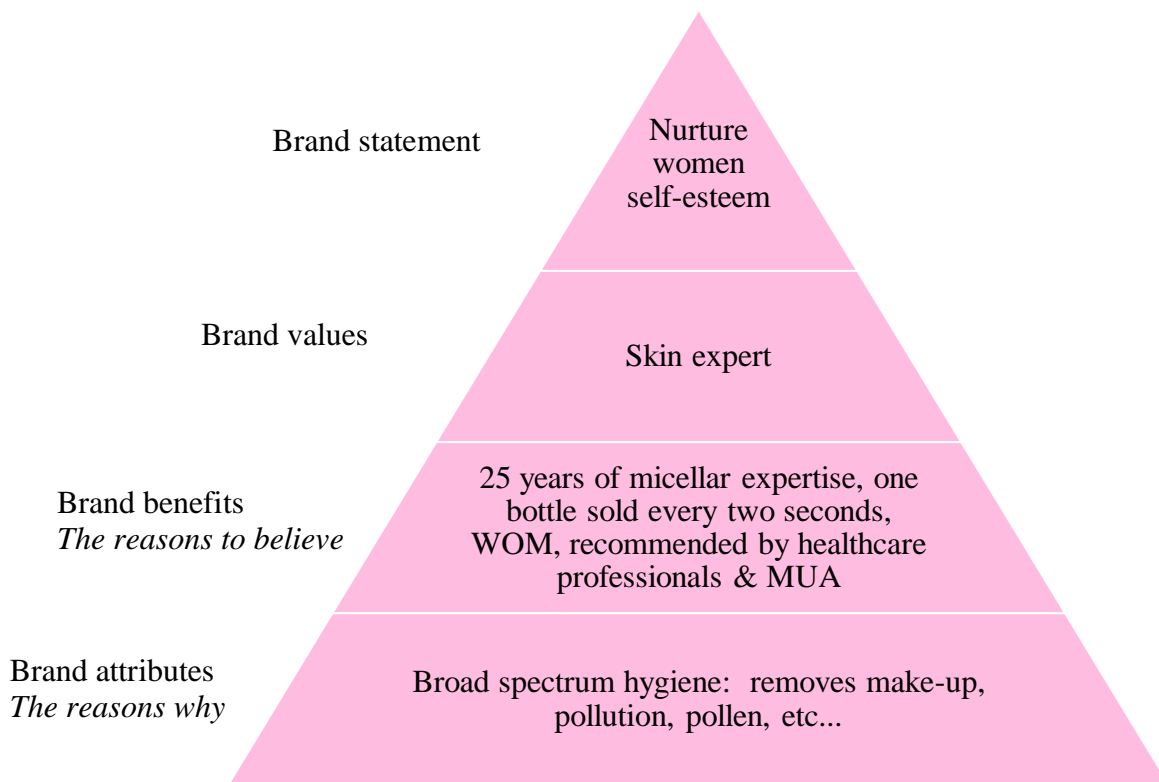 Brand statement
Nurture
women
self-esteem
Brand values
Skin expert
Brand benefits
The reasons to believe
25 years of micellar expertise, one
bottle sold every two seconds,
WOM, recommended by healthcare
professionals & MUA
Brand attributes
The reasons why
Broad spectrum hygiene:  removes make-up,
pollution, pollen, etc...